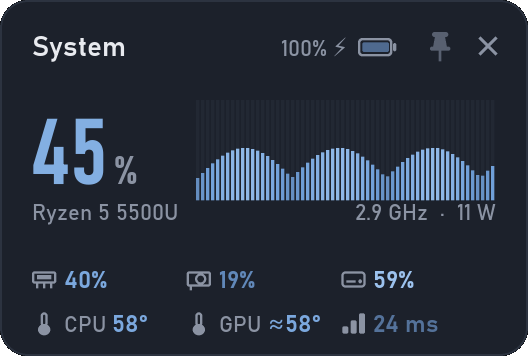 System 100% ⚡
45 %
Ryzen 5 5500U 2.9 GHz · 11 W
40% 19% 59%
CPU 58° GPU ≈58° 24 ms